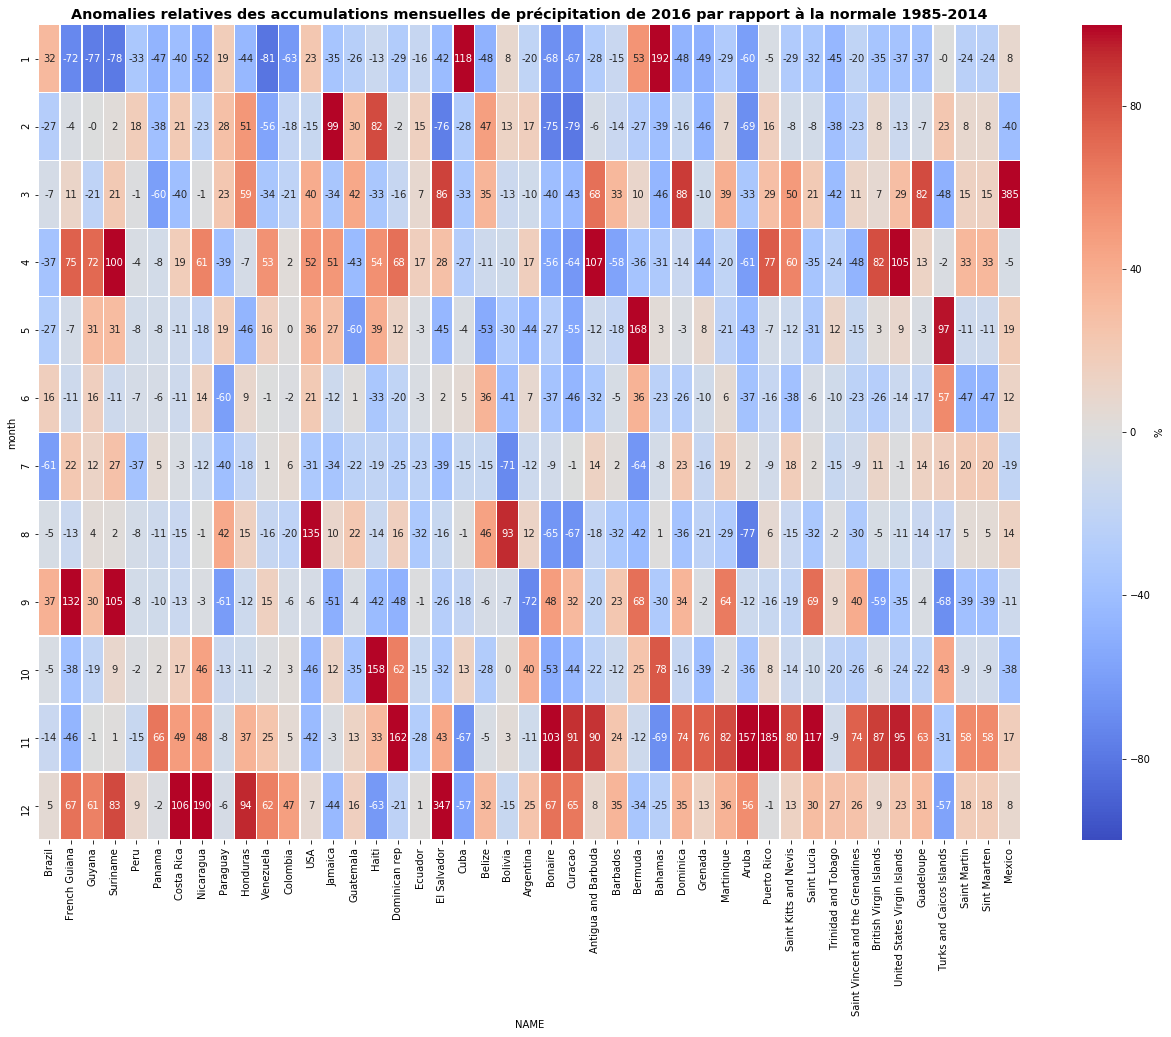 Anomalies relatives des accumulations mensuelles de précipitation de 2016 par rapport à la normale 1985-2014
1 32 -72 -77 -78 -33 -47 -40 -52 19 -44 -81 -63 23 -35 -26 -13 -29 -16 -42 118 -48 8 -20 -68 -67 -28 -15 53 192 -48 -49 -29 -60 -5 -29 -32 -45 -20 -35 -37 -37 -0 -24 -24 8
2 -27 -4 -0 2 18 -38 21 -23 28 51 -56 -18 -15 99 30 82 -2 15 -76 -28 47 13 17 -75 -79 -6 -14 -27 -39 -16 -46 7 -69 16 -8 -8 -38 -23 8 -13 -7 23 8 8 -40
3 -7 11 -21 21 -1 -60 -40 -1 23 59 -34 -21 40 -34 42 -33 -16 7 86 -33 35 -13 -10 -40 -43 68 33 10 -46 88 -10 39 -33 29 50 21 -42 11 7 29 82 -48 15 15 385
4 -37 75 72 100 -4 -8 19 61 -39 -7 53 2 52 51 -43 54 68 17 28 -27 -11 -10 17 -56 -64 107 -58 -36 -31 -14 -44 -20 -61 77 60 -35 -24 -48 82 105 13 -2 33 33 -5
5 -27 -7 31 31 -8 -8 -11 -18 19 -46 16 0 36 27 -60 39 12 -3 -45 -4 -53 -30 -44 -27 -55 -12 -18 168 3 -3 8 -21 -43 -7 -12 -31 12 -15 3 9 -3 97 -11 -11 19
6 16 -11 16 -11 -7 -6 -11 14 -60 9 -1 -2 21 -12 1 -33 -20 -3 2 5 36 -41 7 -37 -46 -32 -5 36 -23 -26 -10 6 -37 -16 -38 -6 -10 -23 -26 -14 -17 57 -47 -47 12
7 -61 22 12 27 -37 5 -3 -12 -40 -18 1 6 -31 -34 -22 -19 -27 -23 -39 -15 -15 -71 -12 -9 -1 14 2 -64 -8 23 -16 19 2 -9 18 2 -15 -9 11 -1 14 16 20 20 -19
8 -5 -13 4 2 -8 -11 -15 -1 42 15 -16 -20 135 10 22 -14 16 -32 -16 -1 46 93 12 -65 -67 -18 -32 -42 1 -36 -21 -29 -77 6 -15 -32 -2 -30 -5 -11 -14 -17 5 5 14
9 37 132 30 105 -8 -10 -13 -3 -61 -12 15 -6 -6 -51 -4 -42 -48 -1 -26 -18 -6 -7 -72 48 32 -20 23 68 -30 34 -2 64 -12 -16 -19 69 9 40 -59 -35 -4 -68 -39 -39 -11
10 -5 -38 -19 9 -2 2 17 46 -13 -11 -2 3 -46 12 -35 158 62 -15 -32 13 -28 0 40 -53 -44 -22 -12 25 78 -16 -39 -2 -36 8 -14 -10 -20 -26 -6 -24 -22 43 -9 -9 -38
11 -14 -46 -1 1 -15 66 49 48 -8 37 25 5 -42 -3 13 33 162 -28 43 -67 -5 3 -11 103 91 90 24 -12 -69 74 76 82 157 185 80 117 -9 74 87 95 63 -31 58 58 17
12 5 67 61 83 9 -2 106 190 -6 94 62 47 7 -44 16 -63 -21 1 347 -57 32 -15 25 67 65 8 35 -34 -25 35 13 36 56 -1 13 30 27 26 9 23 31 -57 18 18 8
month
Brazil
French Guiana
Guyana
Suriname
Peru
Panama
Costa Rica
Nicaragua
Paraguay
Honduras
Venezuela
Colombia
USA
Jamaica
Guatemala
Haiti
Dominican rep
Ecuador
El Salvador
Cuba
Belize
Bolivia
Argentina
Bonaire
Curacao
Antigua and Barbuda
Barbados
Bermuda
Bahamas
Dominica
Grenada
Martinique
Aruba
Puerto Rico
Saint Kitts and Nevis
Saint Lucia
Trinidad and Tobago
Saint Vincent and the Grenadines
British Virgin Islands
United States Virgin Islands
Guadeloupe
Turks and Caicos Islands
Saint Martin
Sint Maarten
Mexico
NAME
80
40
0
−40
−80
%